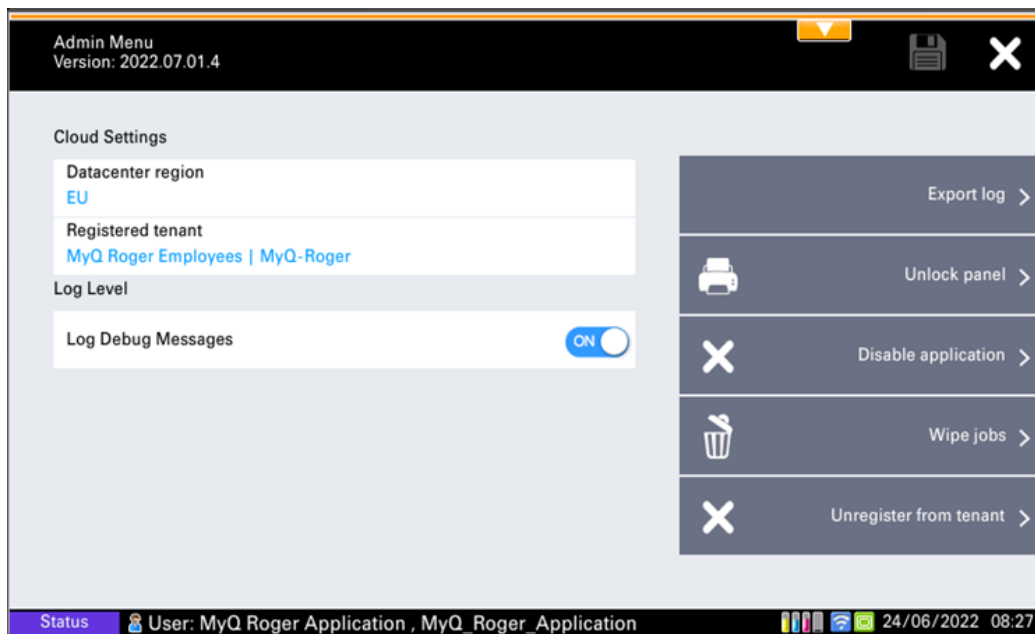 Admin Menu
Version: 2022.07.01.4
Cloud Settings
Datacenter region
EU
Registered tenant
MyQ Roger Employees | MyQ-Roger
Log Level
Log Debug Messages
ON
Export log
Unlock panel
Disable application
Wipe jobs
Unregister from tenant
Status
User: MyQ Roger Application , MyQ_Roger_Application
24/06/2022 08:27